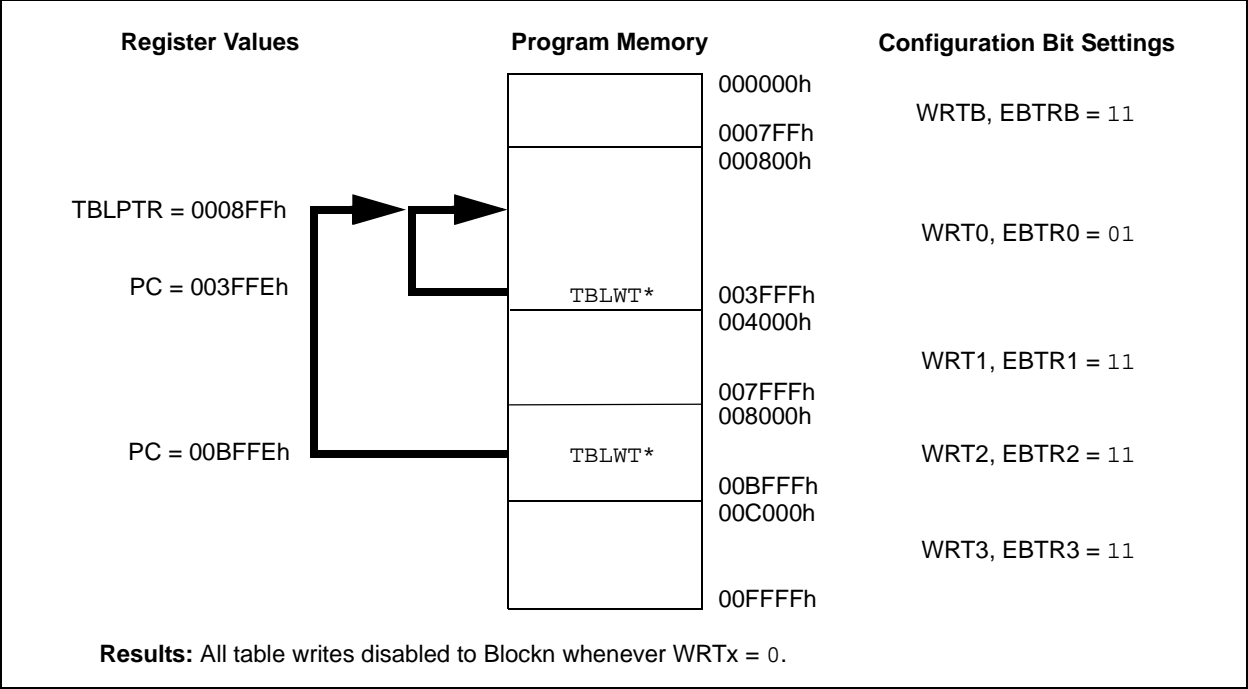 Register Values Program Memory Configuration Bit Settings
000000h
WRTB, EBTRB = 11
0007FFh
000800h
TBLPTR = 0008FFh
WRT0, EBTR0 = 01
PC = 003FFEh TBLWT* 003FFFh
004000h
WRT1, EBTR1 = 11
007FFFh
008000h
PC = 00BFFEh TBLWT* WRT2, EBTR2 = 11
00BFFFh
00C000h
WRT3, EBTR3 = 11
00FFFFh
Results: All table writes disabled to Blockn whenever WRTx = 0.